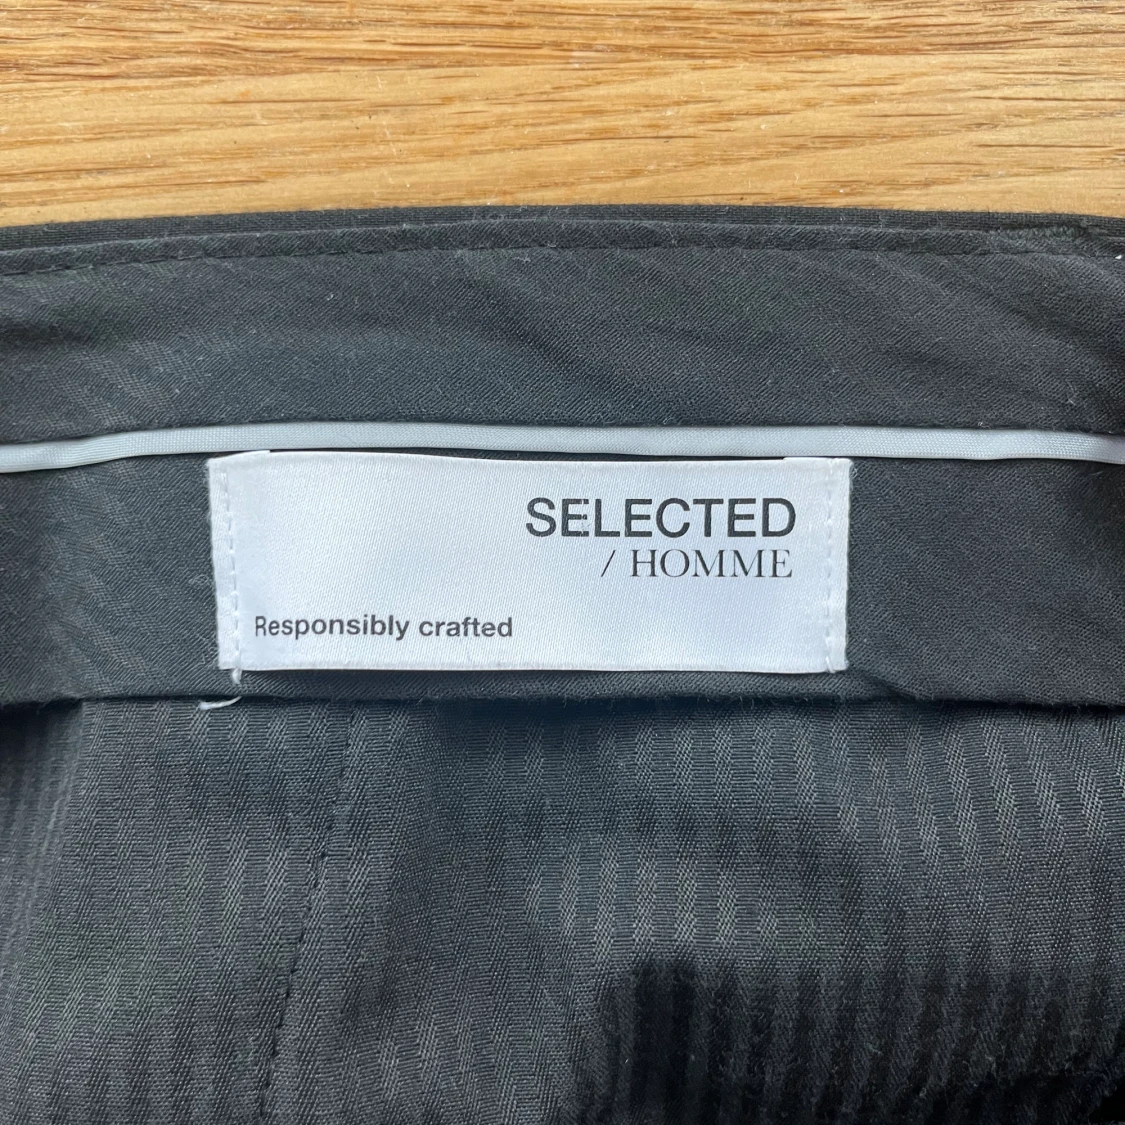 SELECTED
/ HOMME
Responsibly crafted